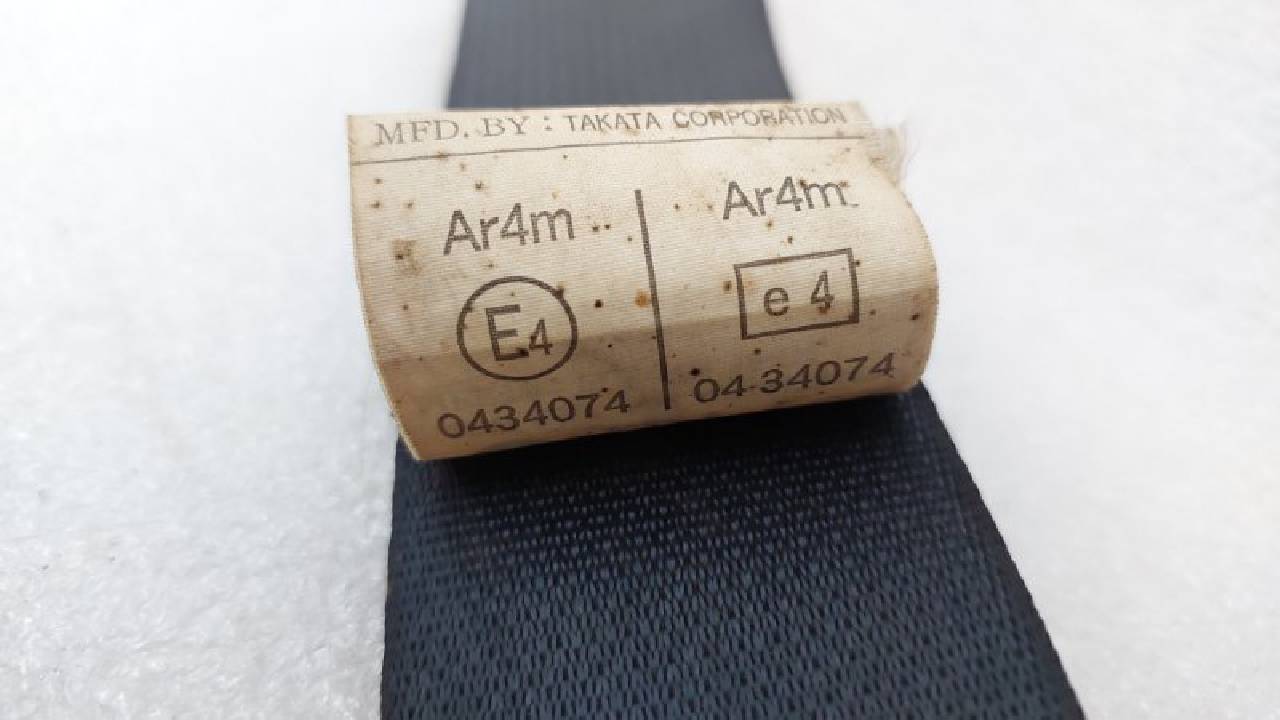 MFD. BY : TAKATA CORPORATION
Ar4m
E4
0434074
Ar4m
e 4
04-34074